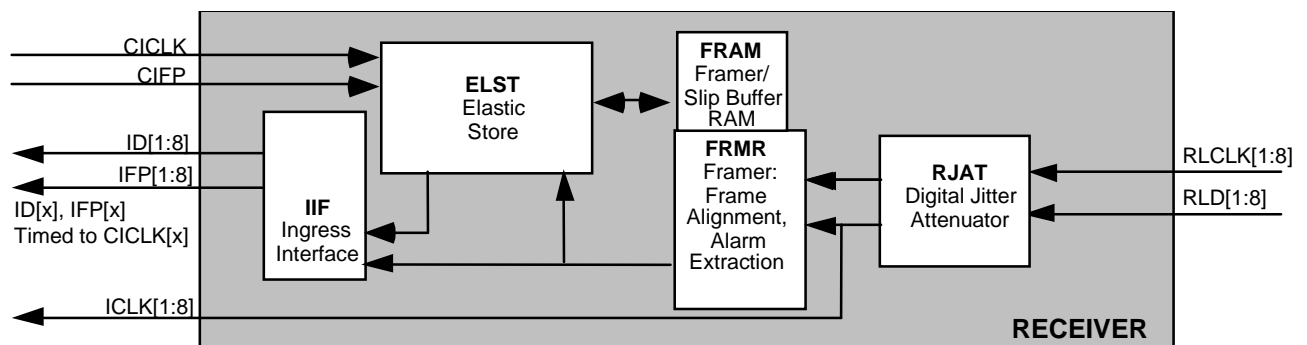 CICLK
CIFP
ELST
Elastic
Store
FRAM
Framer/
Slip Buffer
RAM
ID[1:8]
IFP[1:8]
ID[x], IFP[x]
Timed to CICLK[x]
IIF
Ingress
Interface
FRMR
Framer:
Frame
Alignment,
Alarm
Extraction
RJAT
Digital Jitter
Attenuator
RLCLK[1:8]
RLD[1:8]
ICLK[1:8]
RECEIVER